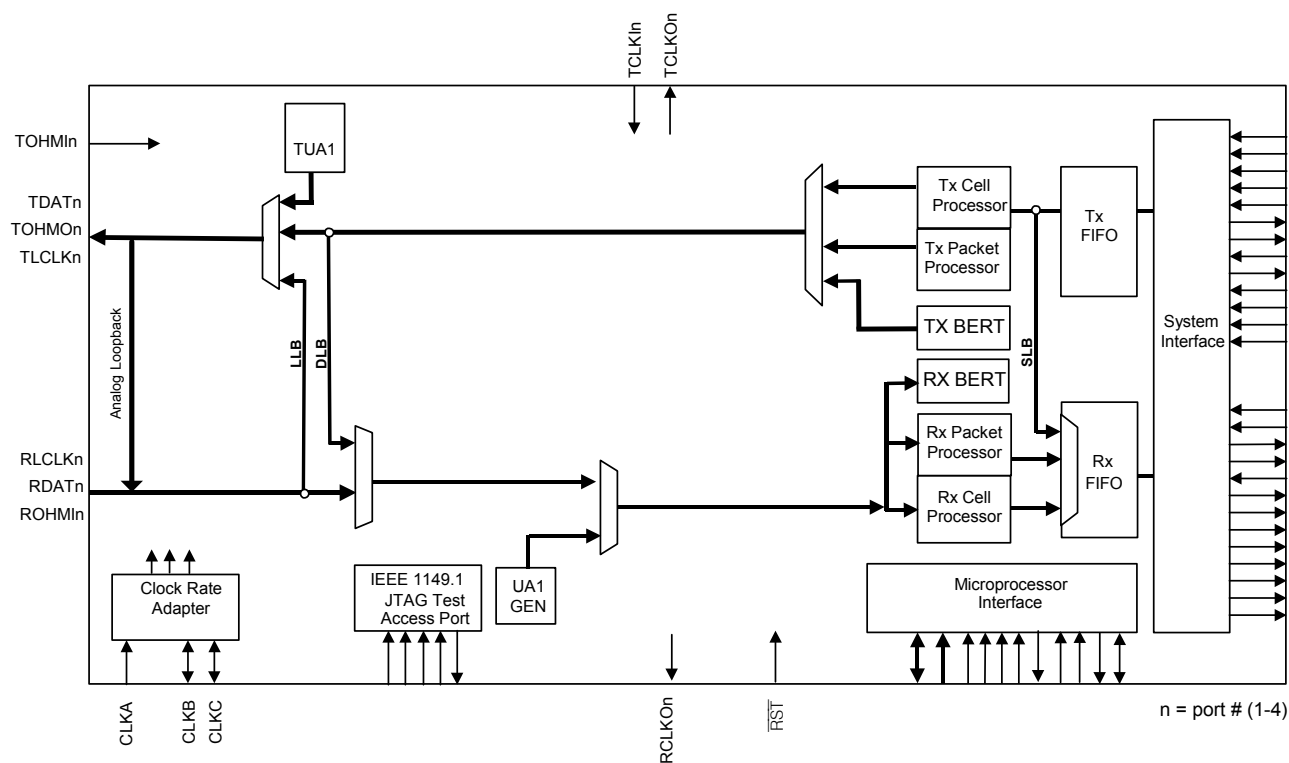 TCLKIn
TCLKOn
TOHMIn
TUA1
TDATn
TOHMOn
TLCLKn
Tx Cell
Processor
Tx Packet
Processor
TX BERT
Tx
FIFO
System
Interface
Analog Loopback
LLB
DLB
SLB
RX BERT
Rx Packet
Processor
Rx Cell
Processor
Rx
FIFO
RLCLKn
RDATn
ROHMIn
Clock Rate
Adapter
IEEE 1149.1
JTAG Test
Access Port
UA1
GEN
Microprocessor
Interface
CLKA
CLKB
CLKC
RCLKOn
RST
n = port # (1-4)